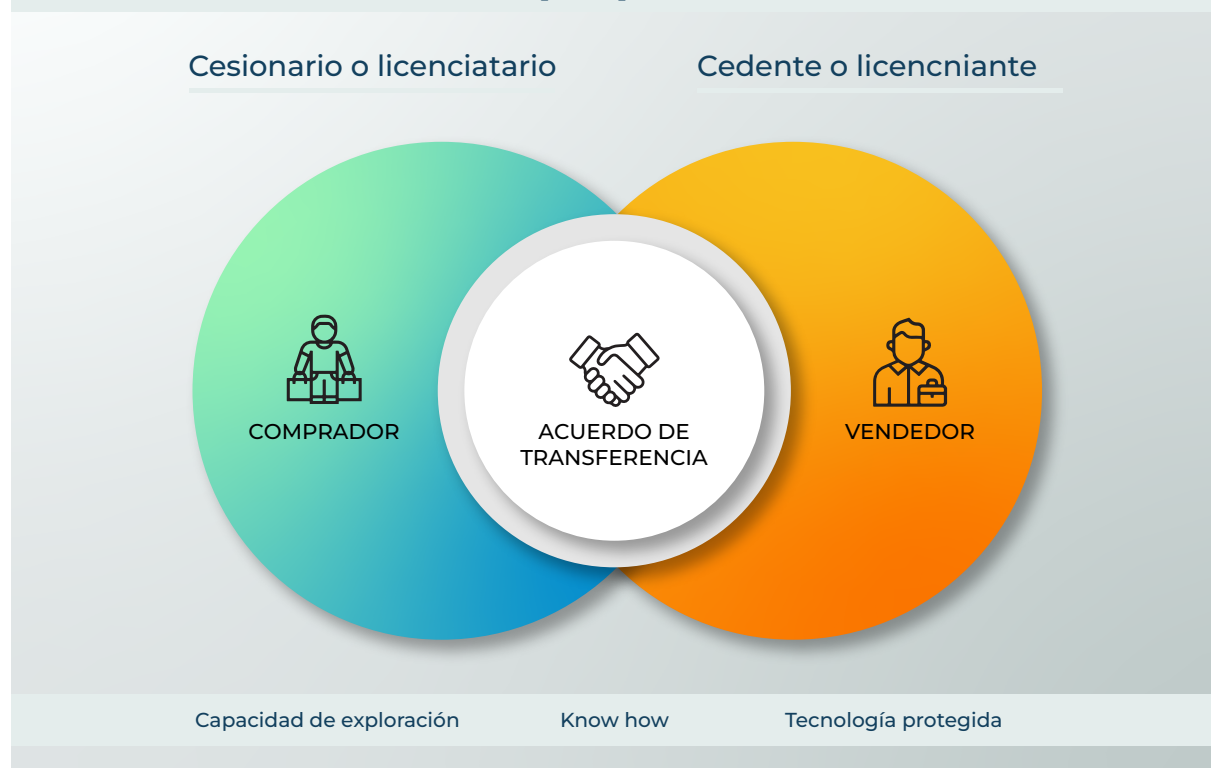 Cesionario o licenciatario
Cedente o licencniante
COMPRADOR
ACUERDO DE
TRANSFERENCIA
VENDEDOR
Capacidad de exploración
Know how
Tecnología protegida